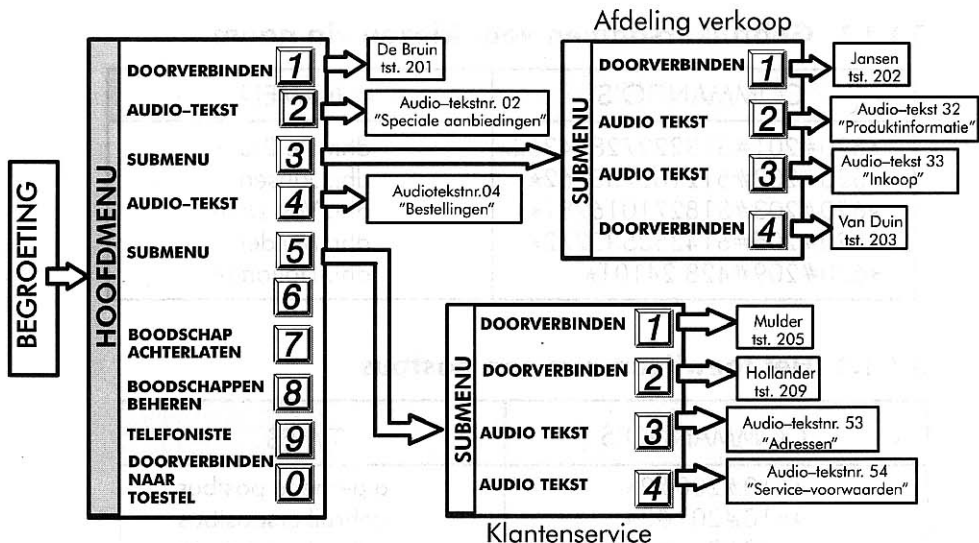 BEGROETING
HOOFDMENU
DOORVERBINDEN 1
De Bruin
tst. 201
AUDIO–TEKST 2
Audio–tekstnr. 02
"Speciale aanbiedingen"
SUBMENU 3
AUDIO–TEKST 4
Audiotekstnr.04
"Bestellingen"
SUBMENU 5
6
BOODSCHAP
ACHTERLATEN 7
BOODSCHAPPEN
BEHEREN 8
TELEFONISTE 9
DOORVERBINDEN
NAAR
TOESTEL 0
Afdeling verkoop
SUBMENU
DOORVERBINDEN 1
Jansen
tst. 202
AUDIO TEKST 2
Audio–tekst 32
"Produktinformatie"
AUDIO TEKST 3
Audio–tekst 33
"Inkoop"
DOORVERBINDEN 4
Van Duin
tst. 203
SUBMENU
DOORVERBINDEN 1
Mulder
tst. 205
DOORVERBINDEN 2
Hollander
tst. 209
AUDIO TEKST 3
Audio–tekstnr. 53
"Adressen"
AUDIO TEKST 4
Audio–tekstnr. 54
"Service–voorwaarden"
Klantenservice